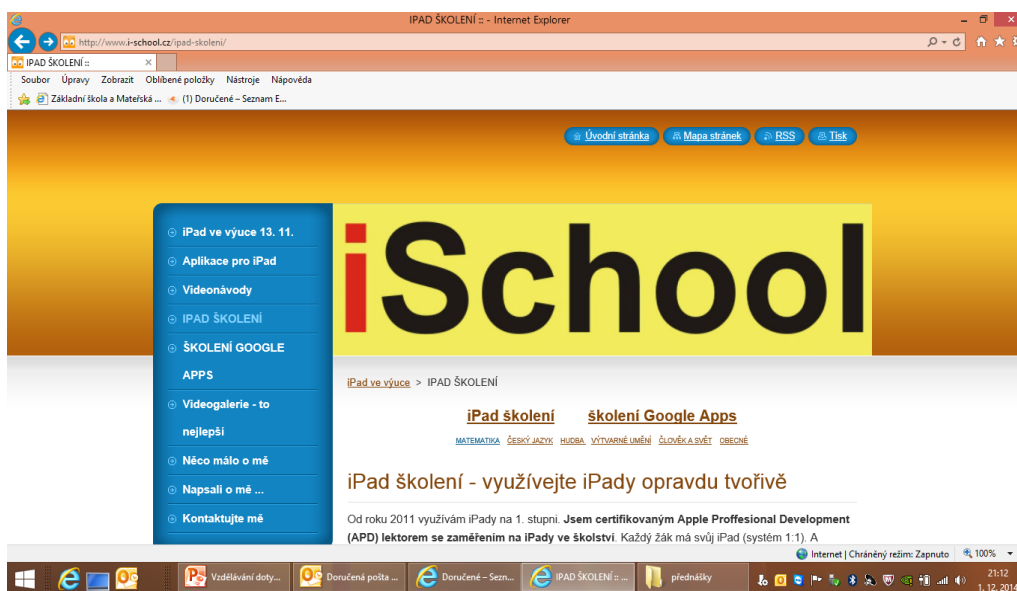 IPAD ŠKOLENÍ :: - Internet Explorer
http://www.i-school.cz/ipad-skoleni/
IPAD ŠKOLENÍ ::
Soubor Úpravy Zobrazit Oblíbené položky Nástroje Nápověda
Základní škola a Mateřská ... (1) Doručené – Seznam E...
Úvodní stránka Mapa stránek RSS Tisk
iPad ve výuce 13. 11.
Aplikace pro iPad
Videonávody
IPAD ŠKOLENÍ
ŠKOLENÍ GOOGLE
APPS
Videogalerie - to
nejlepší
Něco málo o mě
Napsali o mě ...
Kontaktujte mě
iSchool
iPad ve výuce > IPAD ŠKOLENÍ
iPad školení školení Google Apps
MATEMATIKA ČESKÝ JAZYK HUDBA VÝTVARNÉ UMĚNÍ ČLOVĚK A SVĚT OBECNÉ
iPad školení - využívejte iPady opravdu tvořivě
Od roku 2011 využívám iPady na 1. stupni. Jsem certifikovaným Apple Proffesional Development
(APD) lektorem se zaměřením na iPady ve školství. Každý žák má svůj iPad (systém 1:1). A
Internet | Chráněný režim: Zapnuto 100%
Vzdělávání doty... Doručená pošta ... Doručené – Sezn... IPAD ŠKOLENÍ :: ... přednášky 21:12
1. 12. 2014